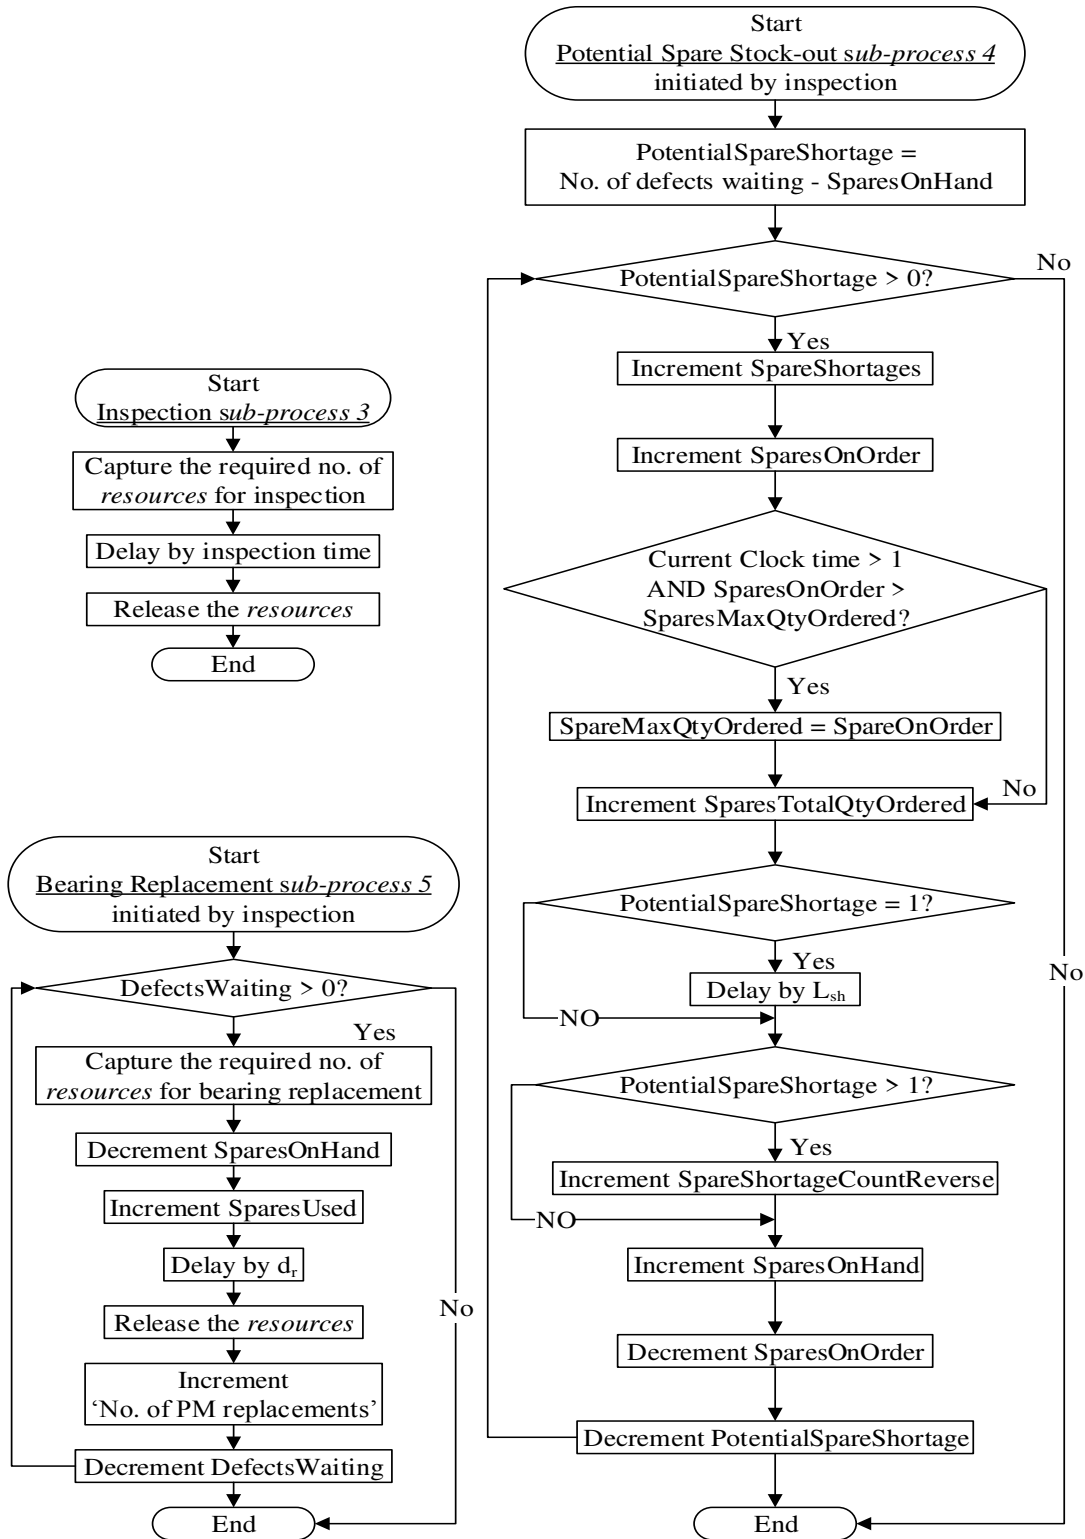 Start
Inspection sub-process 3
Capture the required no. of
resources for inspection
Delay by inspection time
Release the resources
End
Start
Bearing Replacement sub-process 5
initiated by inspection
DefectsWaiting > 0?
Yes
Capture the required no. of
resources for bearing replacement
Decrement SparesOnHand
Increment SparesUsed
Delay by dr
No
Release the resources
Increment
‘No. of PM replacements’
Decrement DefectsWaiting
End
Start
Potential Spare Stock-out sub-process 4
initiated by inspection
PotentialSpareShortage =
No. of defects waiting - SparesOnHand
No
PotentialSpareShortage > 0?
Yes
Increment SpareShortages
Increment SparesOnOrder
Current Clock time > 1
AND SparesOnOrder >
SparesMaxQtyOrdered?
Yes
SpareMaxQtyOrdered = SpareOnOrder
No
Increment SparesTotalQtyOrdered
PotentialSpareShortage = 1?
Yes
No
Delay by Lsh
NO
PotentialSpareShortage > 1?
Yes
Increment SpareShortageCountReverse
NO
Increment SparesOnHand
Decrement SparesOnOrder
Decrement PotentialSpareShortage
End